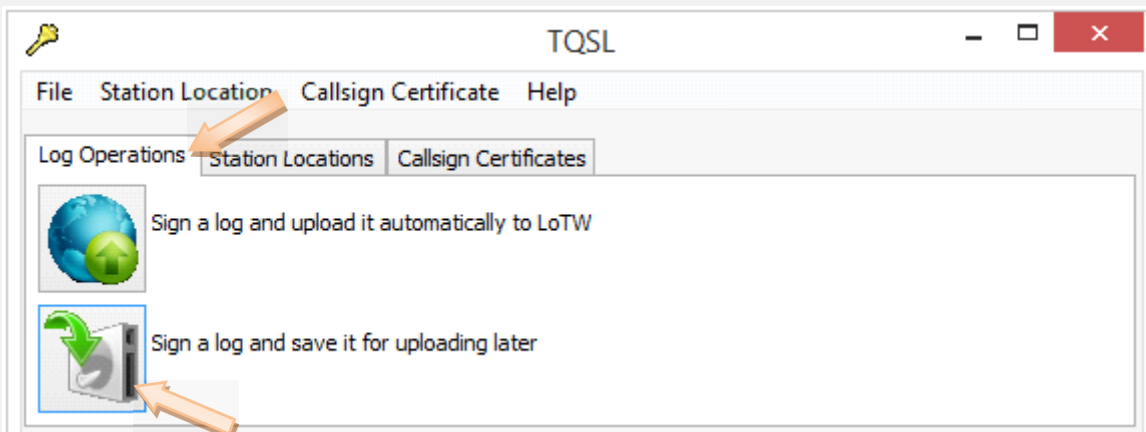 TQSL
File Station Location Callsign Certificate Help
Log Operations Station Locations Callsign Certificates
Sign a log and upload it automatically to LoTW
Sign a log and save it for uploading later